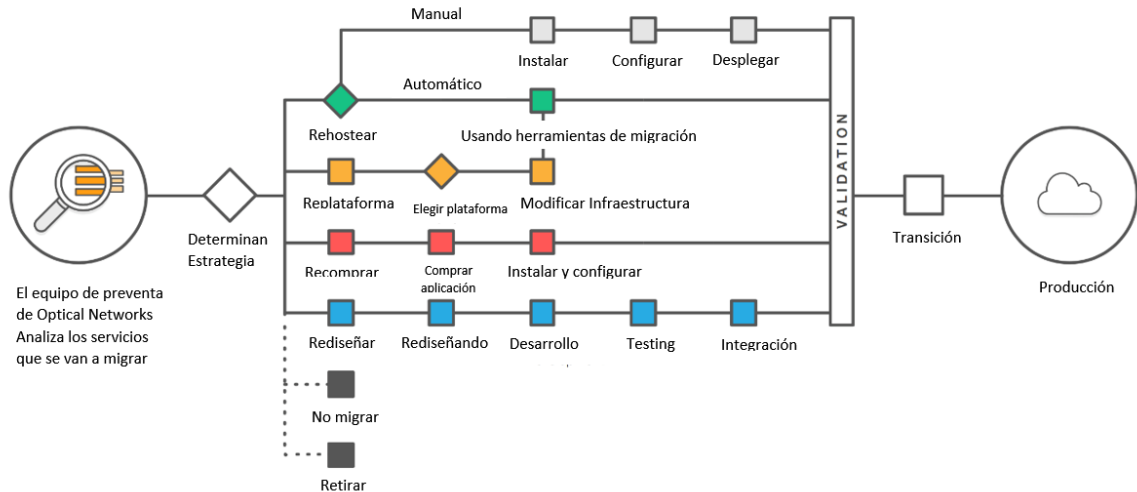 Manual
Instalar
Configurar
Desplegar
Automático
Rehostear
Usando herramientas de migración
Replataforma
Elegir plataforma
Modificar Infraestructura
Determinan
Estrategia
Recomprar
Comprar
aplicación
Instalar y configurar
El equipo de preventa
de Optical Networks
Analiza los servicios
que se van a migrar
Rediseñar
Rediseñando
Desarrollo
Testing
Integración
No migrar
Retirar
VALIDATION
Transición
Producción